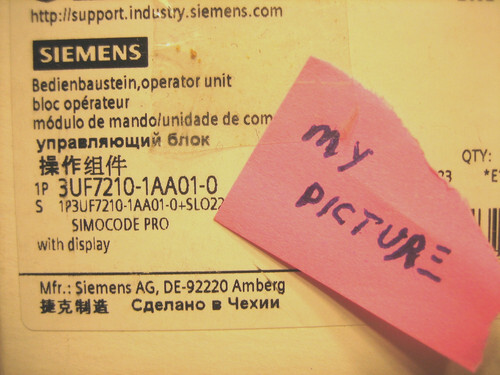 http://support.industry.siemens.com
SIEMENS
Bedienbaustein,operator unit
bloc opérateur
módulo de mando/unidade de com
управляющий блок
操作组件
1P 3UF7210-1AA01-0
S 1P3UF7210-1AA01-0+SLO22
SIMOCODE PRO
with display
Mfr.: Siemens AG, DE-92220 Amberg
捷克制造 Сделано в Чехии
QTY:
23
MY
PICTURE